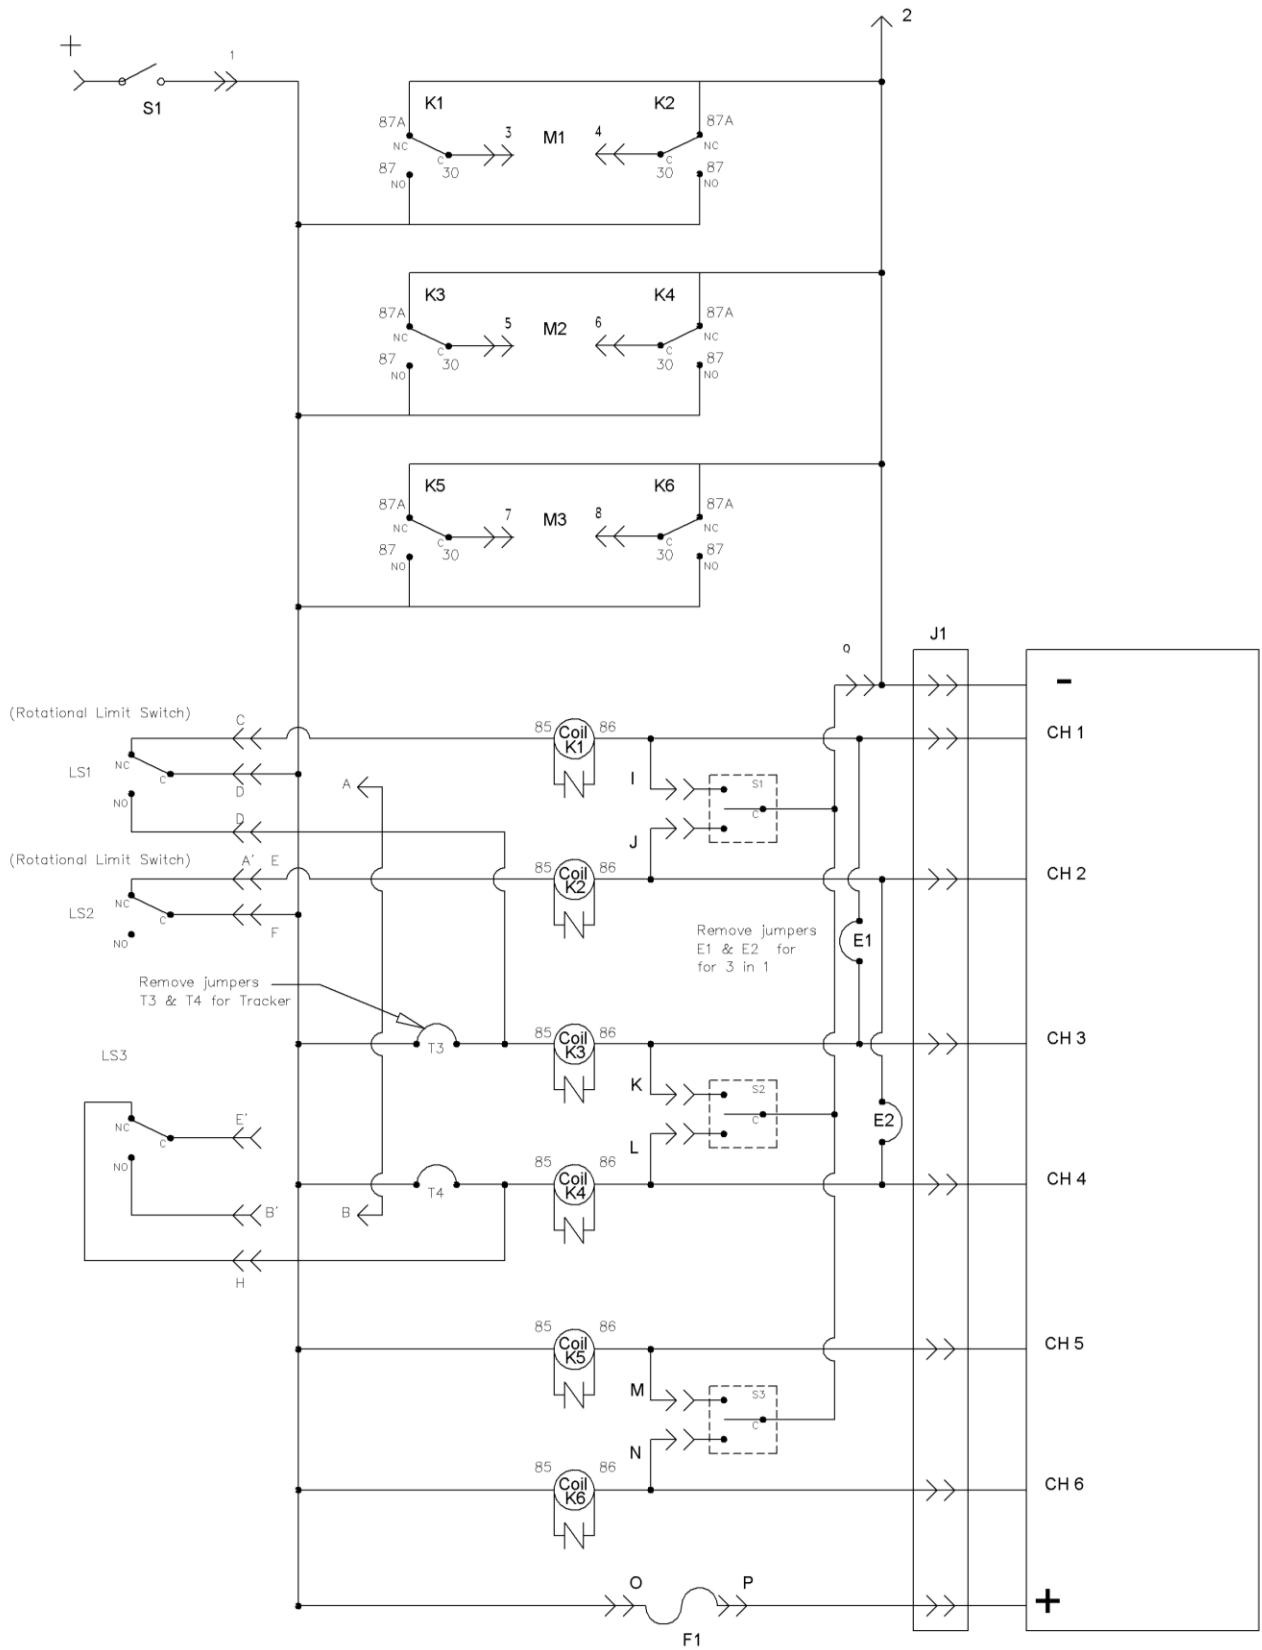 2
+
1
S1
K1
K2
87A
87A
NC
3
M1
4
NC
C
C
87
30
30
87
NO
NO
K3
K4
87A
87A
NC
5
M2
6
NC
C
C
87
30
30
87
NO
NO
K5
K6
87A
87A
NC
7
M3
8
NC
C
C
87
30
30
87
NO
NO
J1
Q
-
(Rotational Limit Switch)
C
85
Coil
K1
86
CH 1
LS1
NC
C
D
I
S1
C
A
NO
D
J
(Rotational Limit Switch)
A' E
85
Coil
K2
86
CH 2
NC
LS2
C
F
NO
Remove jumpers
E1 & E2 for
for 3 in 1
E1
Remove jumpers
T3 & T4 for Tracker
T3
85
Coil
K3
86
CH 3
LS3
K
S2
C
E2
NC
C
E'
L
NO
T4
85
Coil
K4
86
CH 4
B'
B
H
85
Coil
K5
86
CH 5
M
S3
C
N
85
Coil
K6
86
CH 6
O
P
+
F1